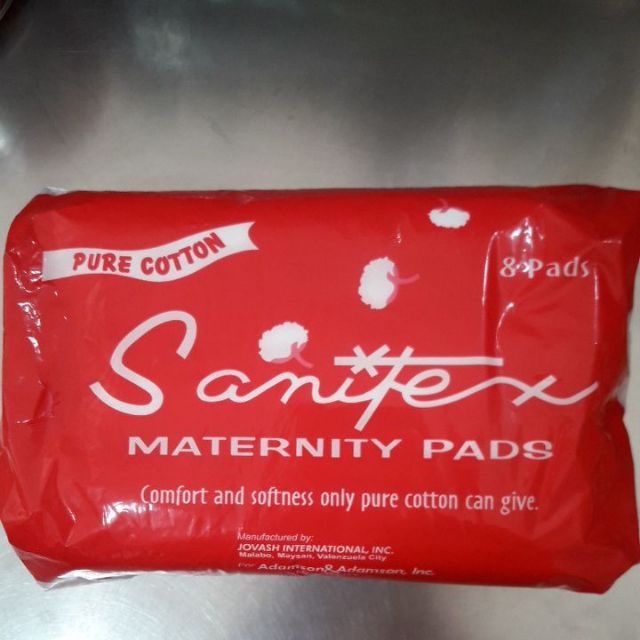 PURE COTTON
8 Pads
Sanitex
MATERNITY PADS
Comfort and softness only pure cotton can give.
Manufactured by:
JOVASH INTERNATIONAL, INC.
Malabo, Maysan, Valenzuela City
For Adamson & Adamson, Inc.